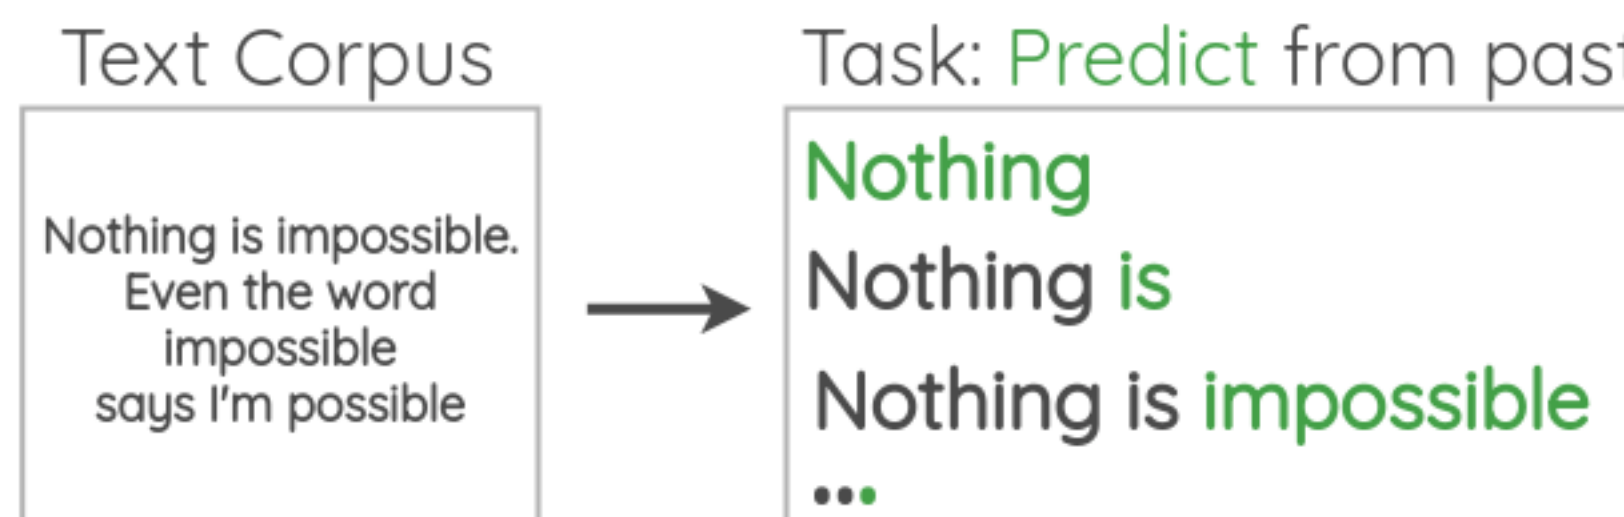 Text Corpus
Nothing is impossible.
Even the word
impossible
says I'm possible
Task: Predict from past
Nothing
Nothing is
Nothing is impossible
...